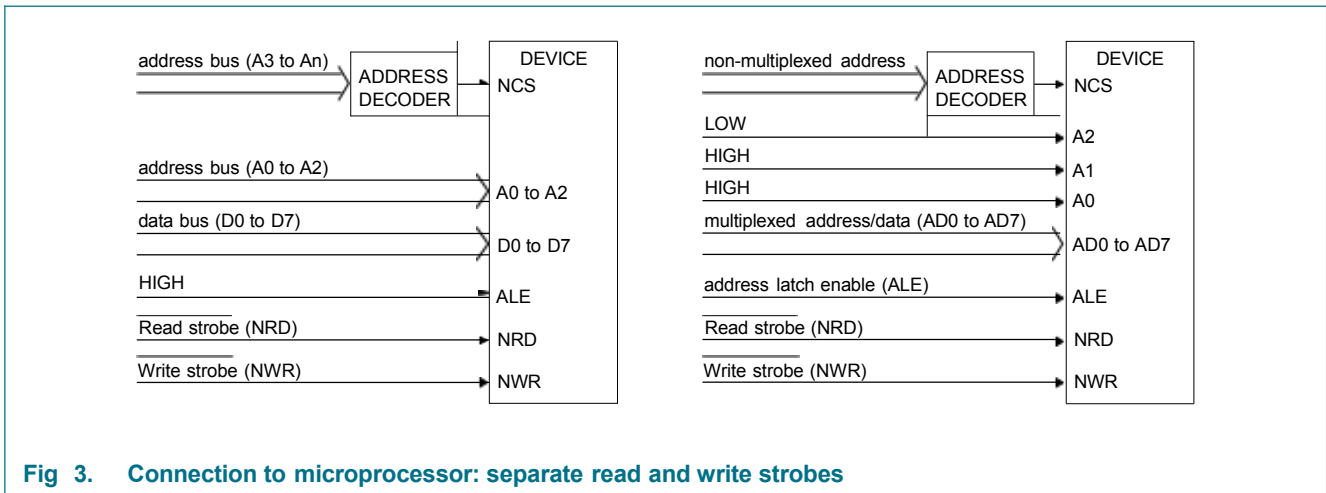 address bus (A3 to An)
ADDRESS
DECODER
DEVICE
NCS
address bus (A0 to A2)
A0 to A2
data bus (D0 to D7)
D0 to D7
HIGH
ALE
Read strobe (NRD)
NRD
Write strobe (NWR)
NWR
non-multiplexed address
ADDRESS
DECODER
DEVICE
NCS
LOW
A2
HIGH
A1
HIGH
A0
multiplexed address/data (AD0 to AD7)
AD0 to AD7
address latch enable (ALE)
ALE
Read strobe (NRD)
NRD
Write strobe (NWR)
NWR
Fig 3. Connection to microprocessor: separate read and write strobes